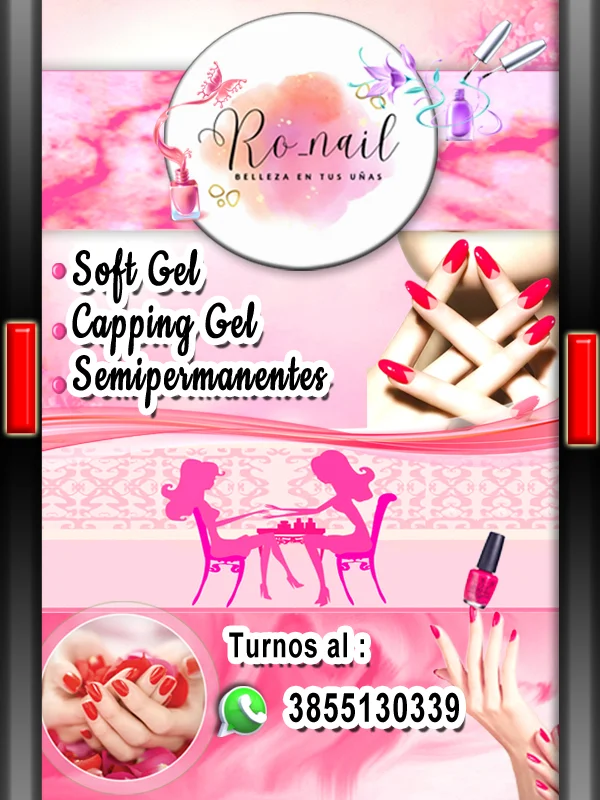 Ro_nail
BELLEZA EN TUS UÑAS
Soft Gel
Capping Gel
Semipermanentes
Turnos al :
3855130339